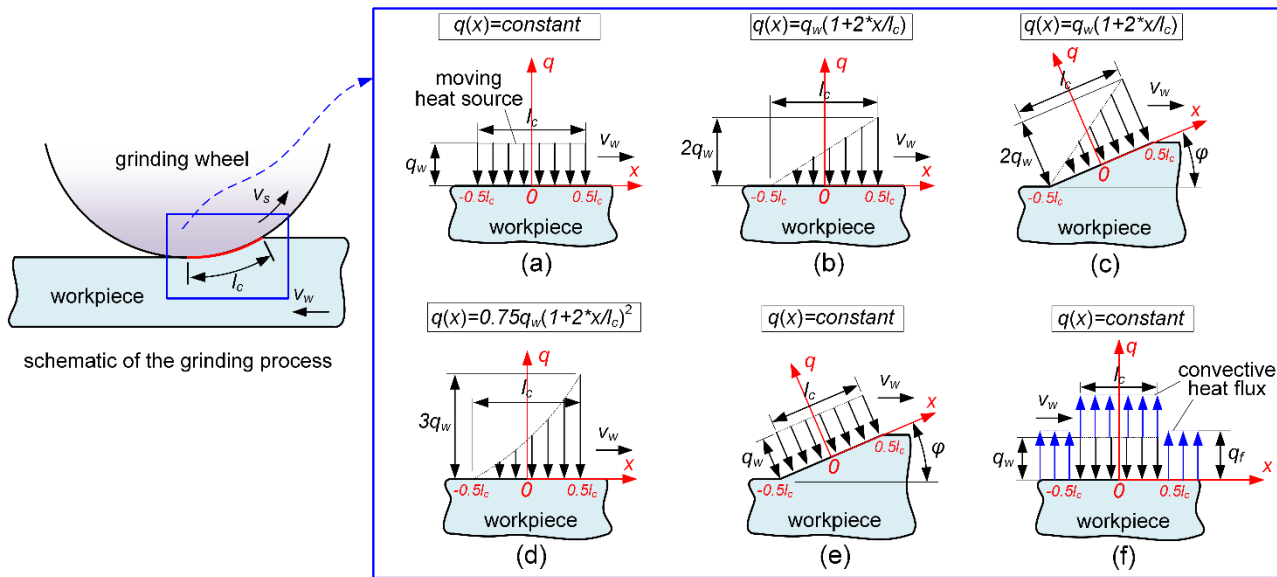 grinding wheel
v_s
l_c
workpiece
v_w
schematic of the grinding process
q(x)=constant
q
moving
heat source
l_c
v_w
q_w
x
-0.5l_c
0
0.5l_c
workpiece
(a)
q(x)=q_w(1+2*x/l_c)
q
l_c
v_w
2q_w
x
-0.5l_c
0
0.5l_c
workpiece
(b)
q(x)=q_w(1+2*x/l_c)
q
l_c
v_w
x
2q_w
0.5l_c
φ
0
-0.5l_c
workpiece
(c)
q(x)=0.75q_w(1+2*x/l_c)²
q
l_c
3q_w
v_w
x
-0.5l_c
0
0.5l_c
workpiece
(d)
q(x)=constant
q
l_c
v_w
x
q_w
0.5l_c
φ
0
-0.5l_c
workpiece
(e)
q(x)=constant
q
l_c
convective
heat flux
v_w
q_w
q_f
x
-0.5l_c
0
0.5l_c
workpiece
(f)